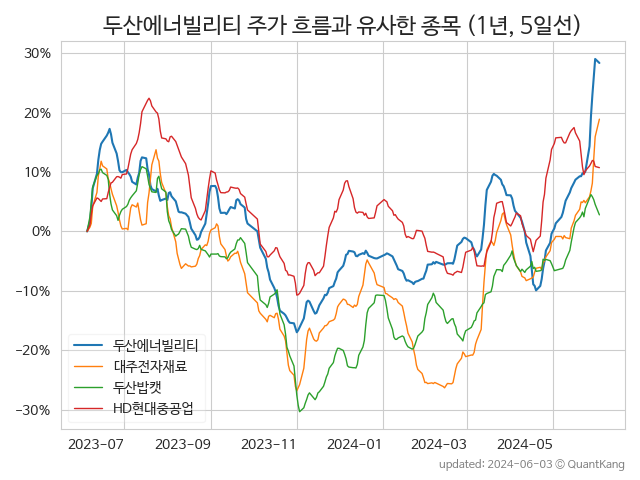 두산에너빌리티 주가 흐름과 유사한 종목 (1년, 5일선)
30%
20%
10%
0%
−10%
−20%
−30%
두산에너빌리티
대주전자재료
두산밥캣
HD현대중공업
2023−07
2023−09
2023−11
2024−01
2024−03
2024−05
updated: 2024-06-03 ⓒ QuantKang